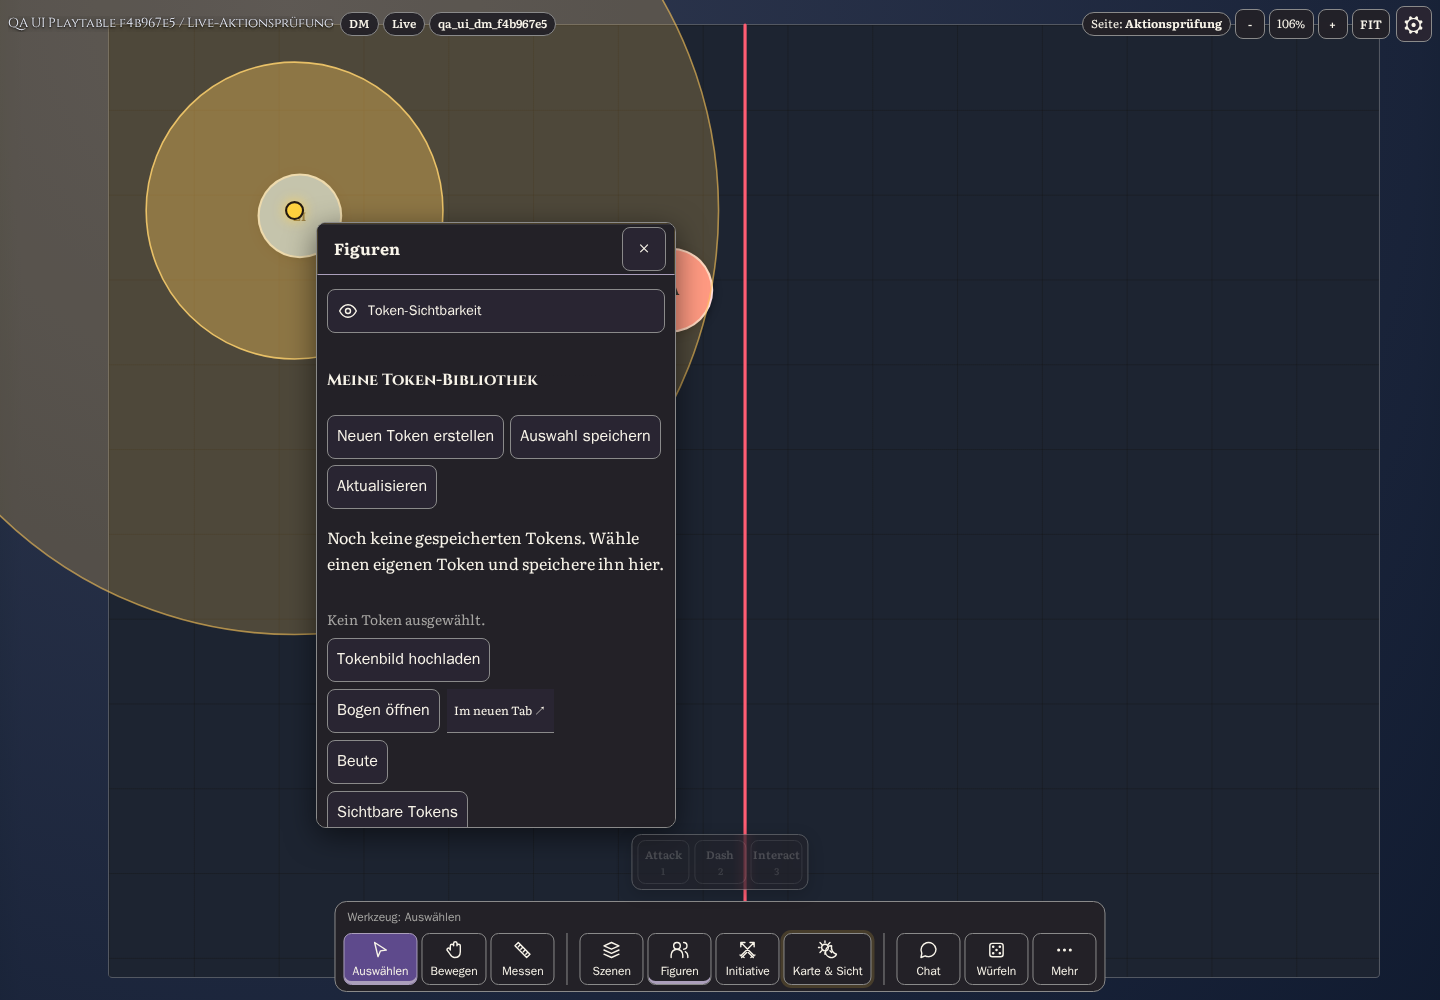 QA UI Playtable f4b967e5 / Live-Aktionsprüfung DM Live qa_ui_dm_f4b967e5 Seite: Aktionsprüfung - 106% + FIT
Figuren ×
Token-Sichtbarkeit
Meine Token-Bibliothek
Neuen Token erstellen Auswahl speichern
Aktualisieren
Noch keine gespeicherten Tokens. Wähle
einen eigenen Token und speichere ihn hier.
Kein Token ausgewählt.
Tokenbild hochladen
Bogen öffnen Im neuen Tab ↗
Beute
Sichtbare Tokens
Attack Dash Interact
1 2 3
Werkzeug: Auswählen
Auswählen Bewegen Messen Szenen Figuren Initiative Karte & Sicht Chat Würfeln Mehr